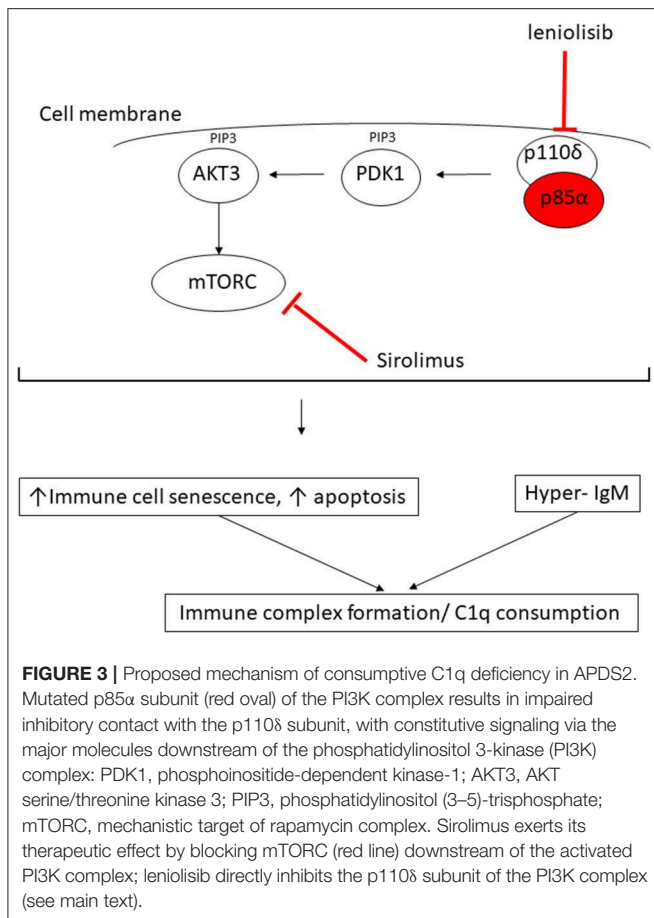 leniolisib
Cell membrane
PIP3
PIP3
p110δ
AKT3
PDK1
p85α
mTORC
Sirolimus
↑Immune cell senescence, ↑ apoptosis
Hyper- IgM
Immune complex formation/ C1q consumption
FIGURE 3 | Proposed mechanism of consumptive C1q deficiency in APDS2.
Mutated p85α subunit (red oval) of the PI3K complex results in impaired
inhibitory contact with the p110δ subunit, with constitutive signaling via the
major molecules downstream of the phosphatidylinositol 3-kinase (PI3K)
complex: PDK1, phosphoinositide-dependent kinase-1; AKT3, AKT
serine/threonine kinase 3; PIP3, phosphatidylinositol (3–5)-trisphosphate;
mTORC, mechanistic target of rapamycin complex. Sirolimus exerts its
therapeutic effect by blocking mTORC (red line) downstream of the activated
PI3K complex; leniolisib directly inhibits the p110δ subunit of the PI3K complex
(see main text).